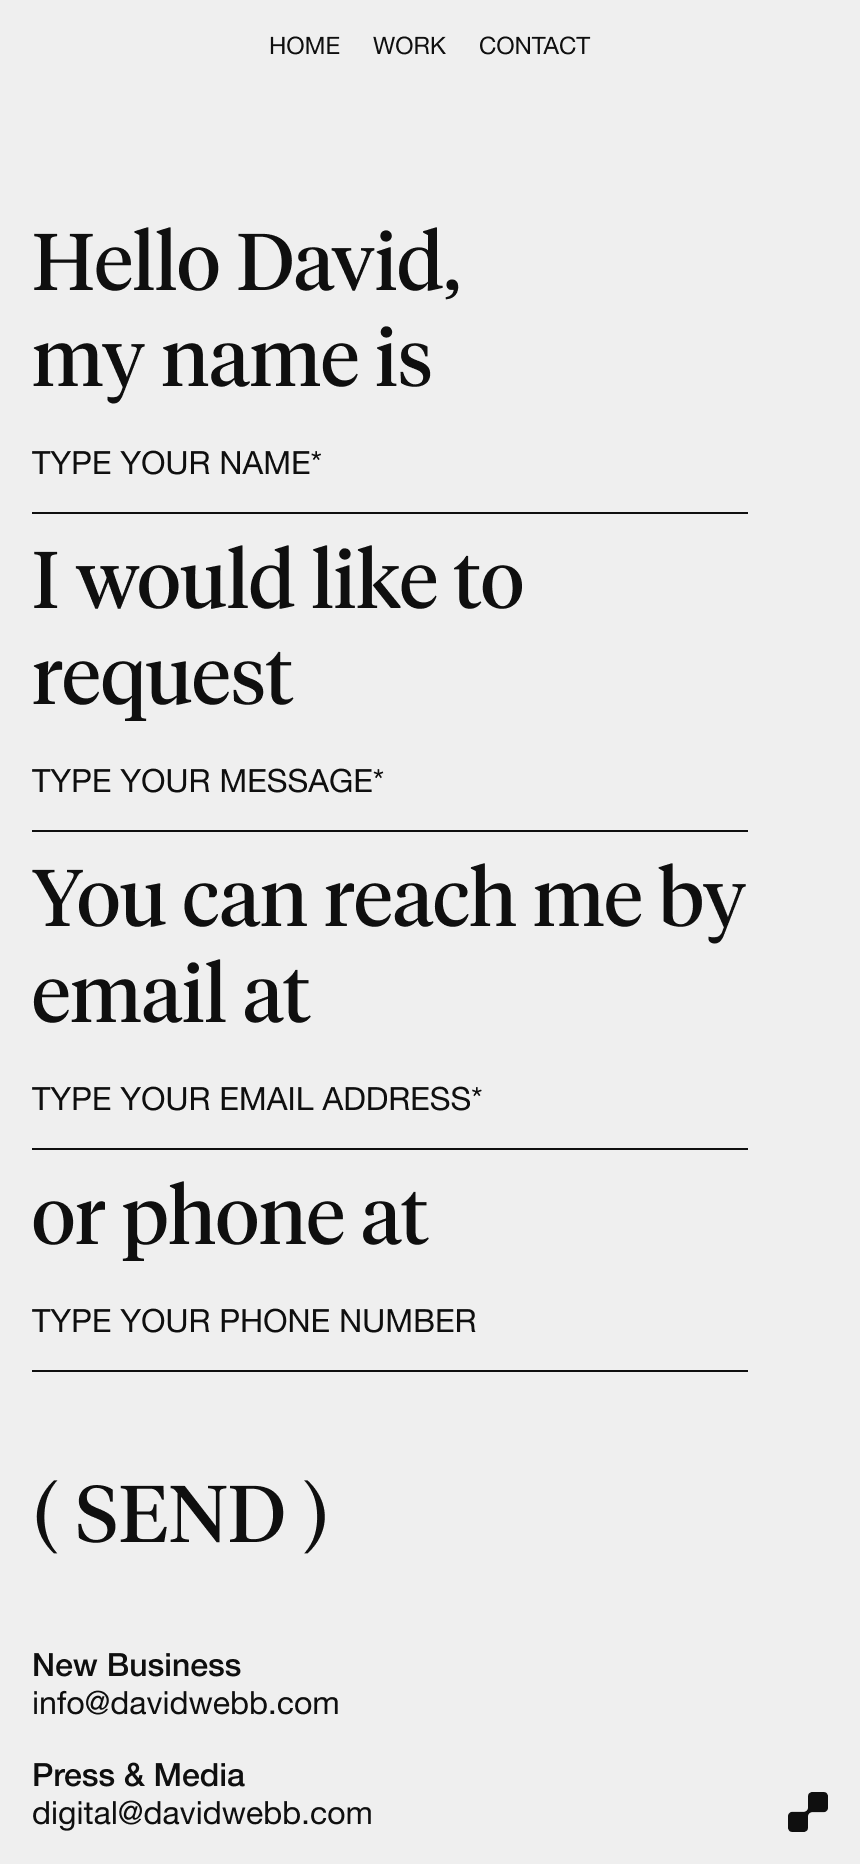 HOME WORK CONTACT
Hello David,
my name is
TYPE YOUR NAME*
I would like to
request
TYPE YOUR MESSAGE*
You can reach me by
email at
TYPE YOUR EMAIL ADDRESS*
or phone at
TYPE YOUR PHONE NUMBER
( SEND )
New Business
info@davidwebb.com
Press & Media
digital@davidwebb.com